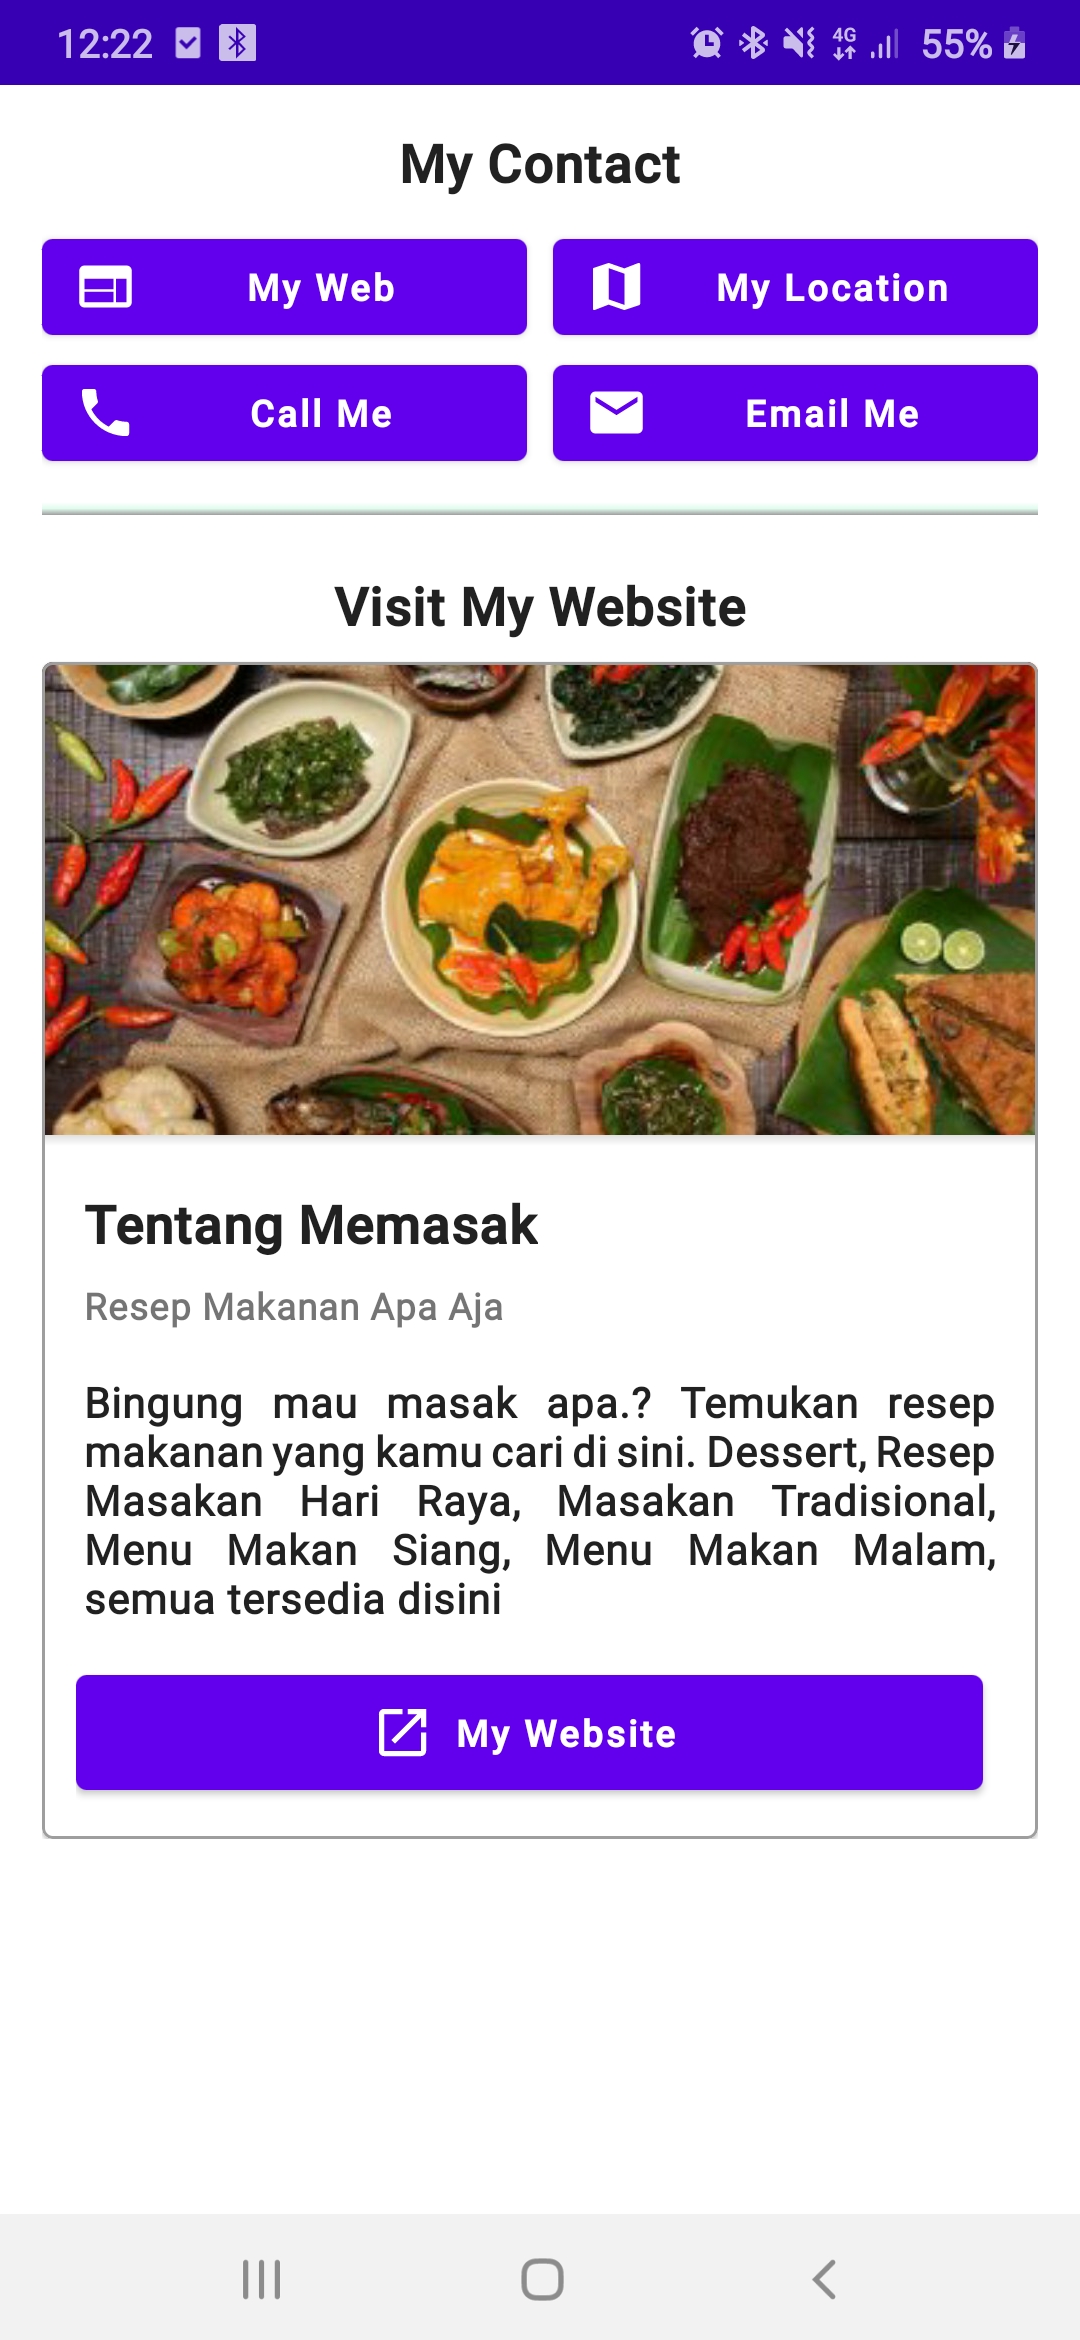 12:22
4G
55%
My Contact
My Web
My Location
Call Me
Email Me
Visit My Website
Tentang Memasak
Resep Makanan Apa Aja
Bingung mau masak apa.? Temukan resep
makanan yang kamu cari di sini. Dessert, Resep
Masakan Hari Raya, Masakan Tradisional,
Menu Makan Siang, Menu Makan Malam,
semua tersedia disini
My Website